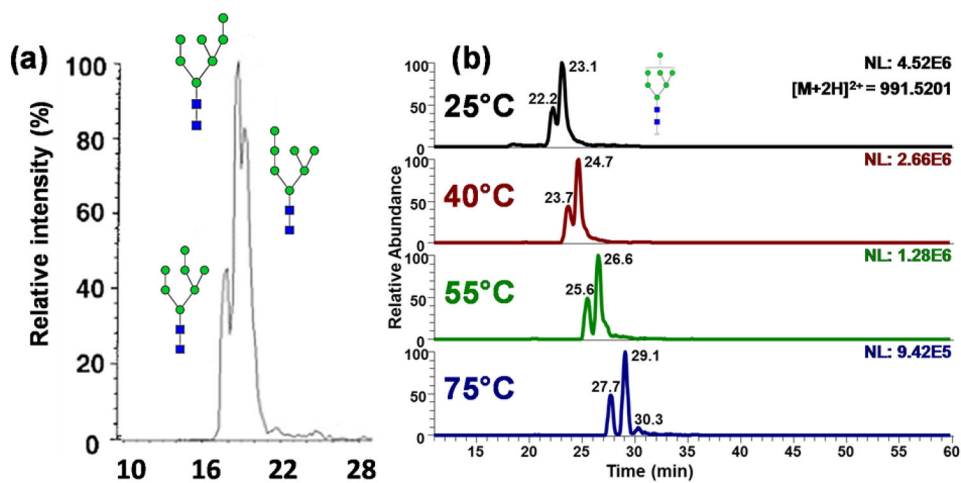 (a)
Relative intensity (%)
100
80
60
40
20
0
10 16 22 28
(b)
Relative Abundance
100
50
0
25°C
22.2
23.1
NL: 4.52E6
[M+2H]2+ = 991.5201
100
50
0
40°C
23.7
24.7
NL: 2.66E6
100
50
0
55°C
25.6
26.6
NL: 1.28E6
100
50
0
75°C
27.7
29.1
30.3
NL: 9.42E5
15 20 25 30 35 40 45 50 55 60
Time (min)